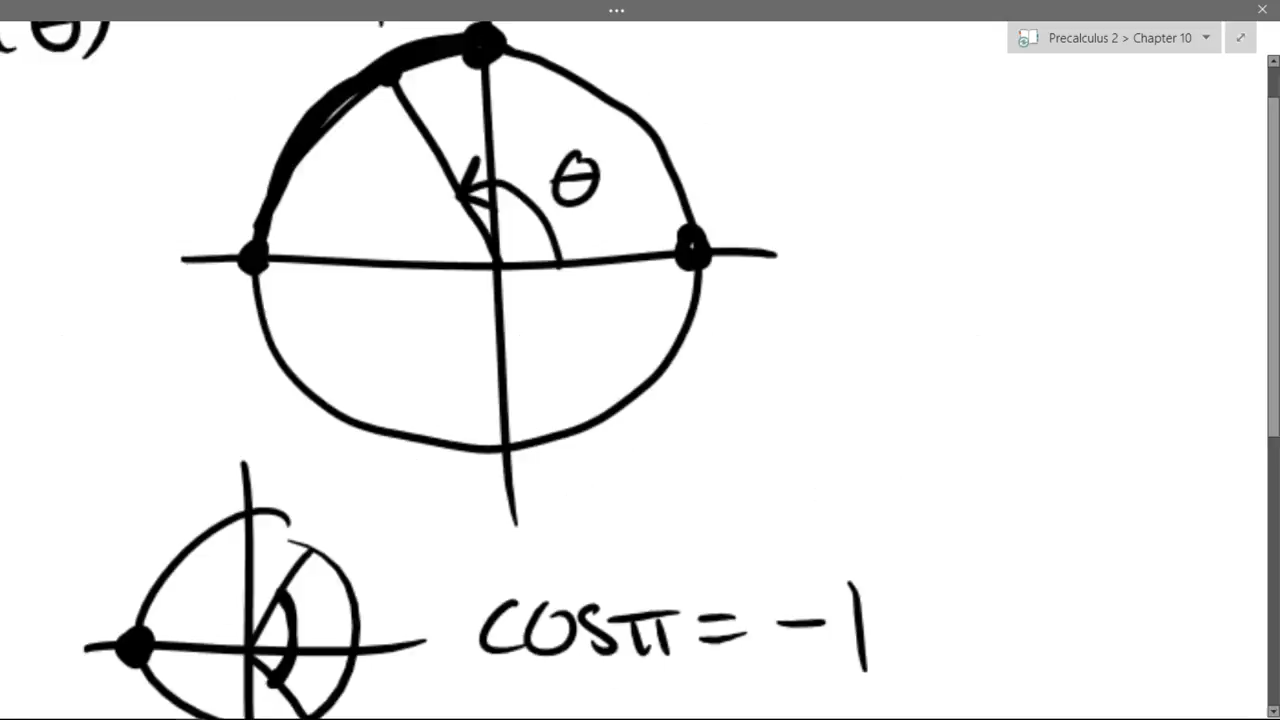 θ)
Precalculus 2 > Chapter 10
θ
cosπ = -1